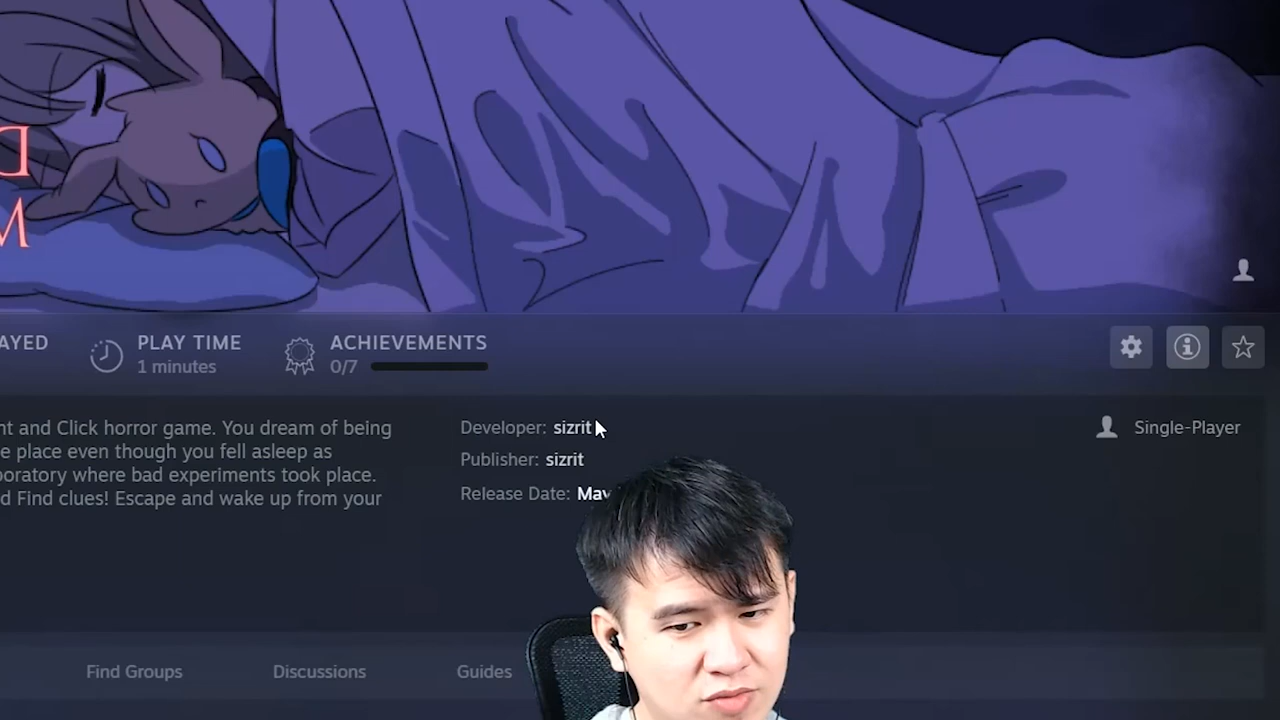 D
M
AYED
PLAY TIME
ACHIEVEMENTS
1 minutes
0/7
nt and Click horror game. You dream of being
e place even though you fell asleep as
boratory where bad experiments took place.
d Find clues! Escape and wake up from your
Developer: sizrit
Publisher: sizrit
Release Date: May
Single-Player
Find Groups
Discussions
Guides